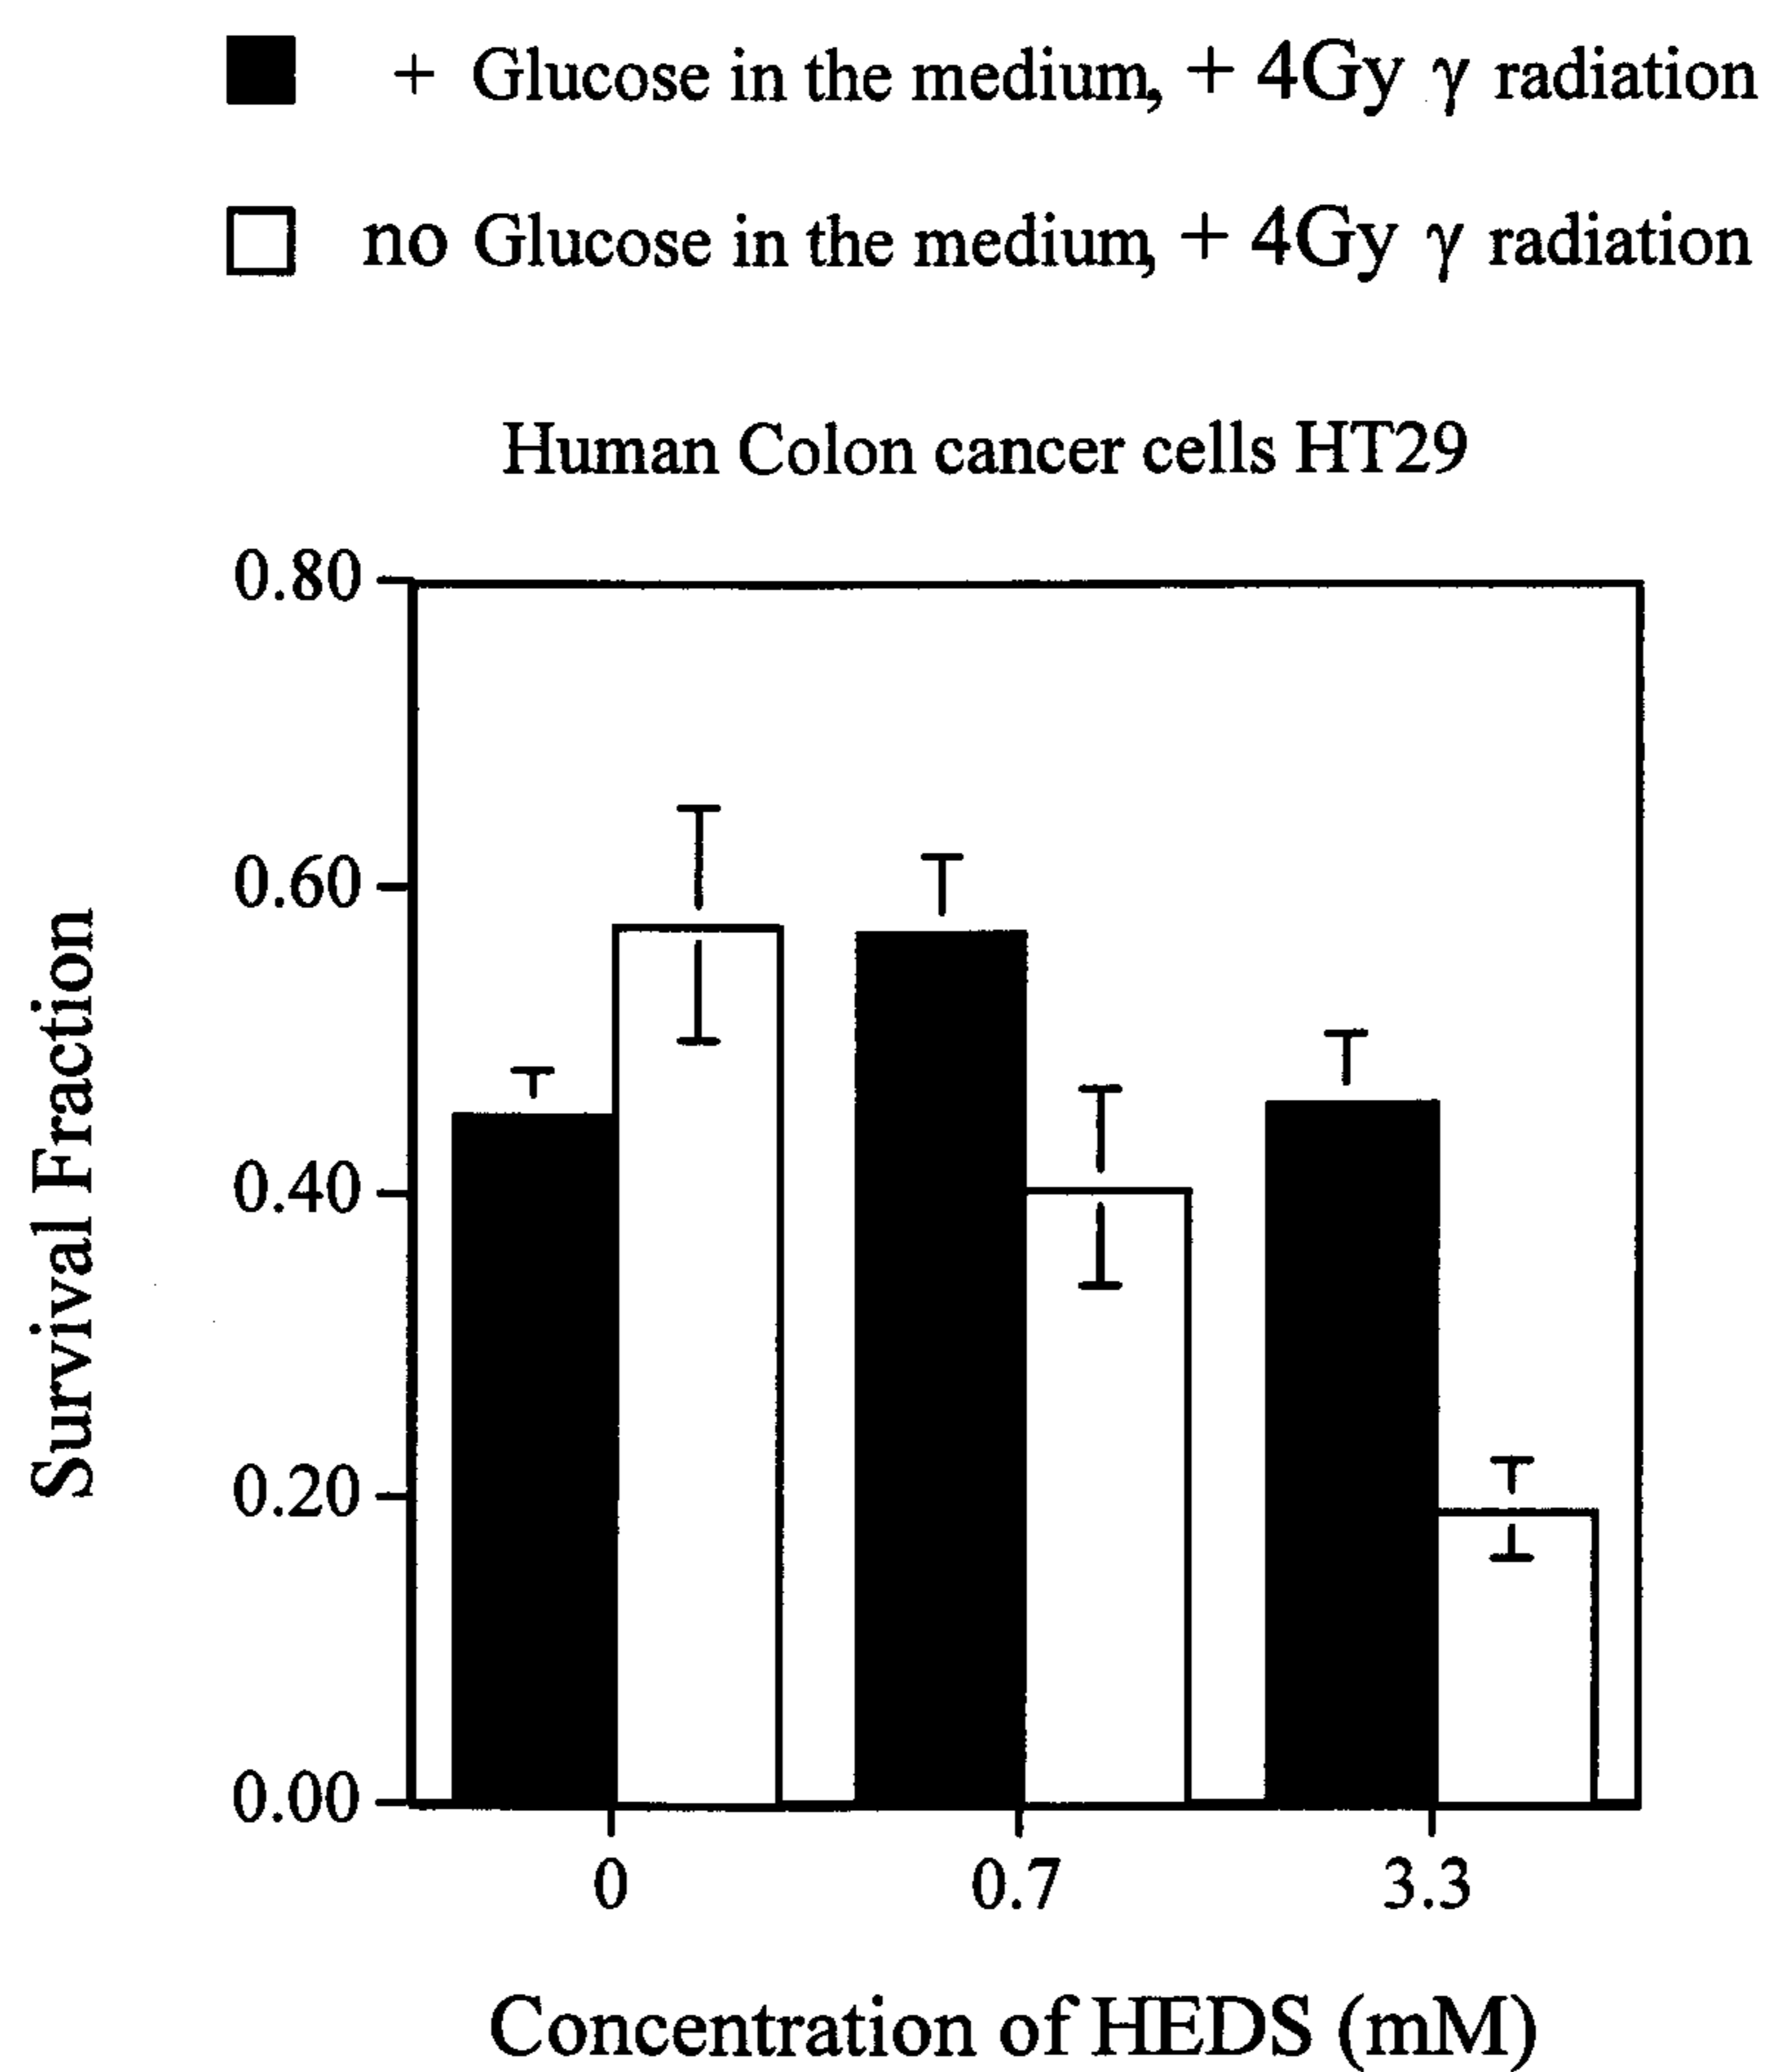 + Glucose in the medium, + 4Gy γ radiation
no Glucose in the medium, + 4Gy γ radiation
Human Colon cancer cells HT29
0.80
0.60
0.40
0.20
0.00
Survival Fraction
0 0.7 3.3
Concentration of HEDS (mM)